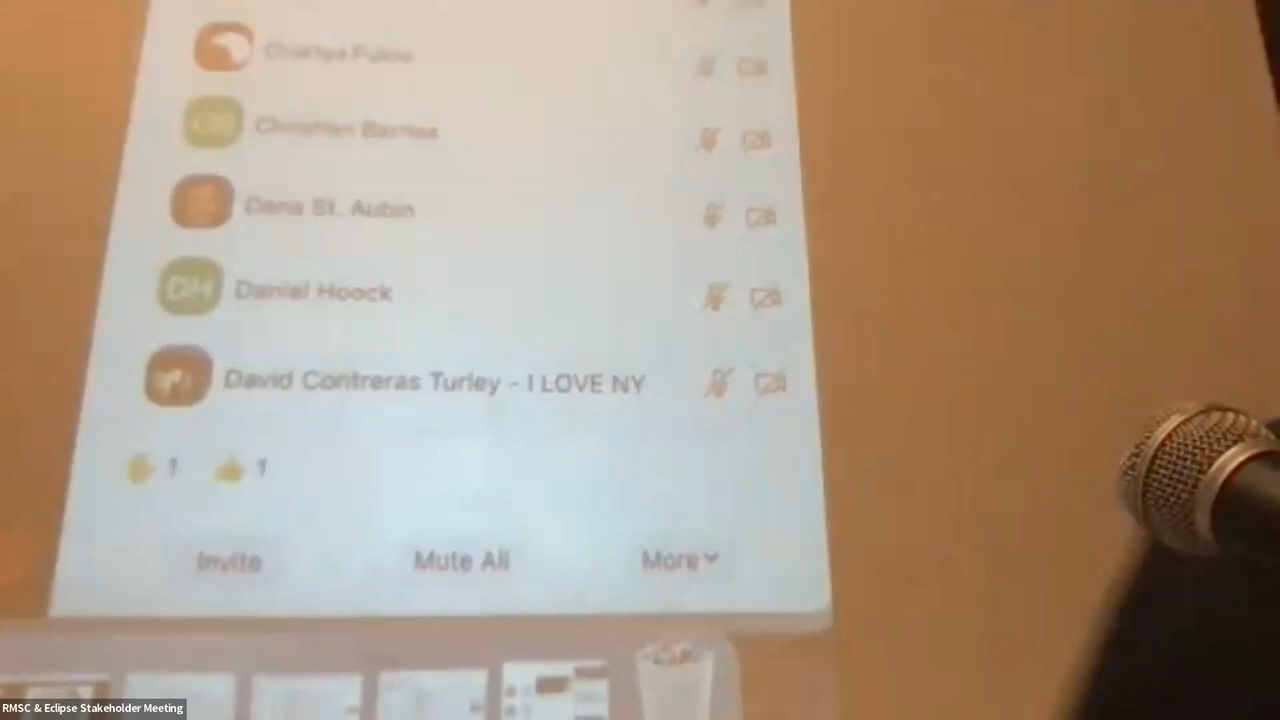 Christian Barnes
Dana St. Aubin
DH Daniel Hoock
David Contreras Turley - I LOVE NY
1 1
Invite Mute All More
RMSC & Eclipse Stakeholder Meeting